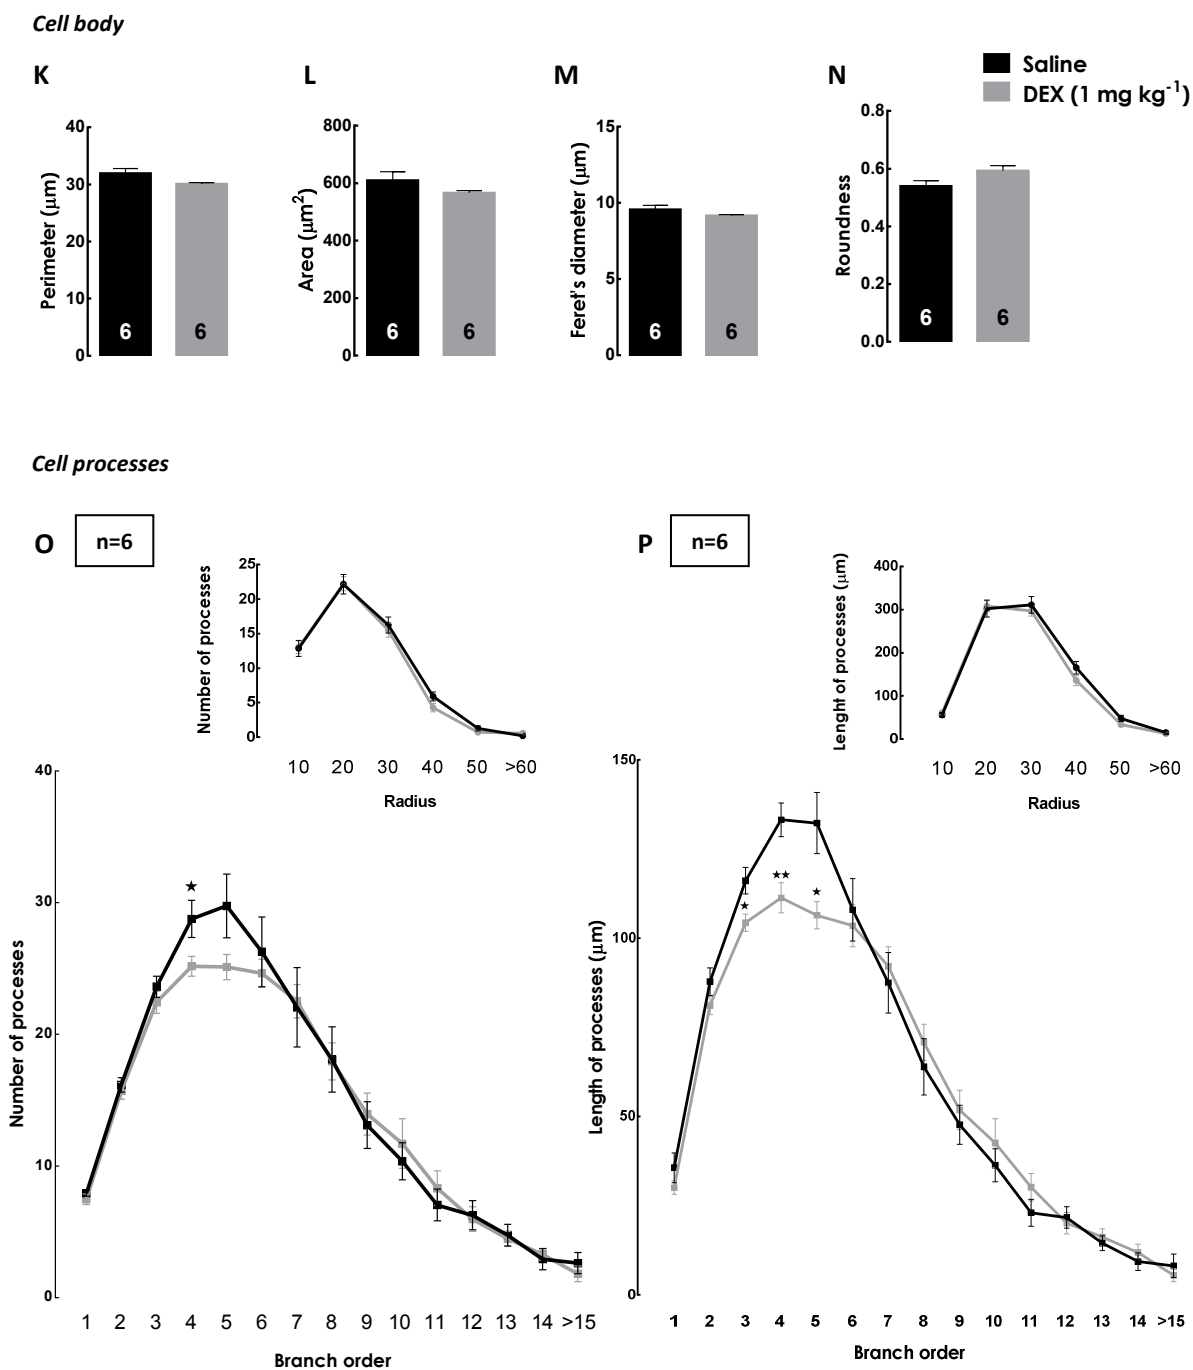 Cell body
K
L
M
N
Saline
DEX (1 mg kg-1)
Perimeter (μm)
40
30
20
10
0
6
6
Area (μm2)
800
600
400
200
0
6
6
Feret's diameter (μm)
15
10
5
0
6
6
Roundness
0.8
0.6
0.4
0.2
0.0
6
6
Cell processes
O
n=6
Number of processes
25
20
15
10
5
0
10 20 30 40 50 >60
Radius
Number of processes
40
30
20
10
0
★
1 2 3 4 5 6 7 8 9 10 11 12 13 14 >15
Branch order
P
n=6
Lenght of processes (μm)
400
300
200
100
0
10 20 30 40 50 >60
Radius
Length of processes (μm)
150
100
50
0
★ ★★ ★
1 2 3 4 5 6 7 8 9 10 11 12 13 14 >15
Branch order